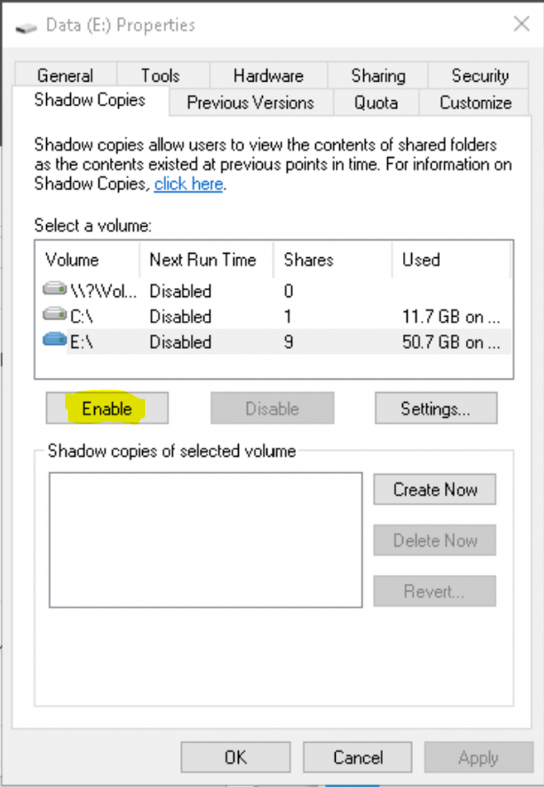 Data (E:) Properties
General Tools Hardware Sharing Security
Shadow Copies Previous Versions Quota Customize
Shadow copies allow users to view the contents of shared folders
as the contents existed at previous points in time. For information on
Shadow Copies, click here.
Select a volume:
Volume Next Run Time Shares Used
\\?\Vol... Disabled 0
C:\ Disabled 1 11.7 GB on ...
E:\ Disabled 9 50.7 GB on ...
Enable Disable Settings...
Shadow copies of selected volume
Create Now
Delete Now
Revert...
OK Cancel Apply